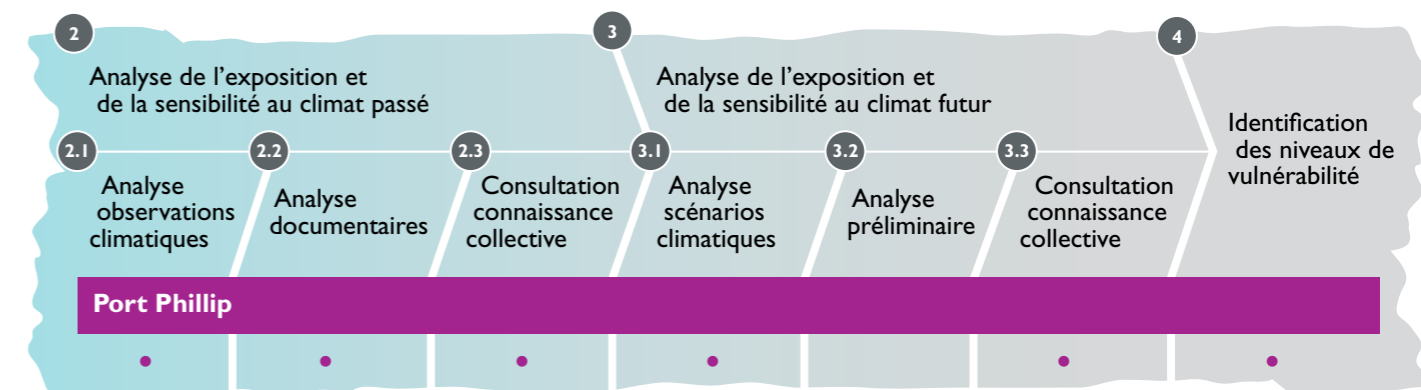 2
Analyse de l’exposition et
de la sensibilité au climat passé
3
Analyse de l’exposition et
de la sensibilité au climat futur
4
Identification
des niveaux de
vulnérabilité
2.1
Analyse
observations
climatiques
2.2
Analyse
documentaires
2.3
Consultation
connaissance
collective
3.1
Analyse
scénarios
climatiques
3.2
Analyse
préliminaire
3.3
Consultation
connaissance
collective
Port Phillip